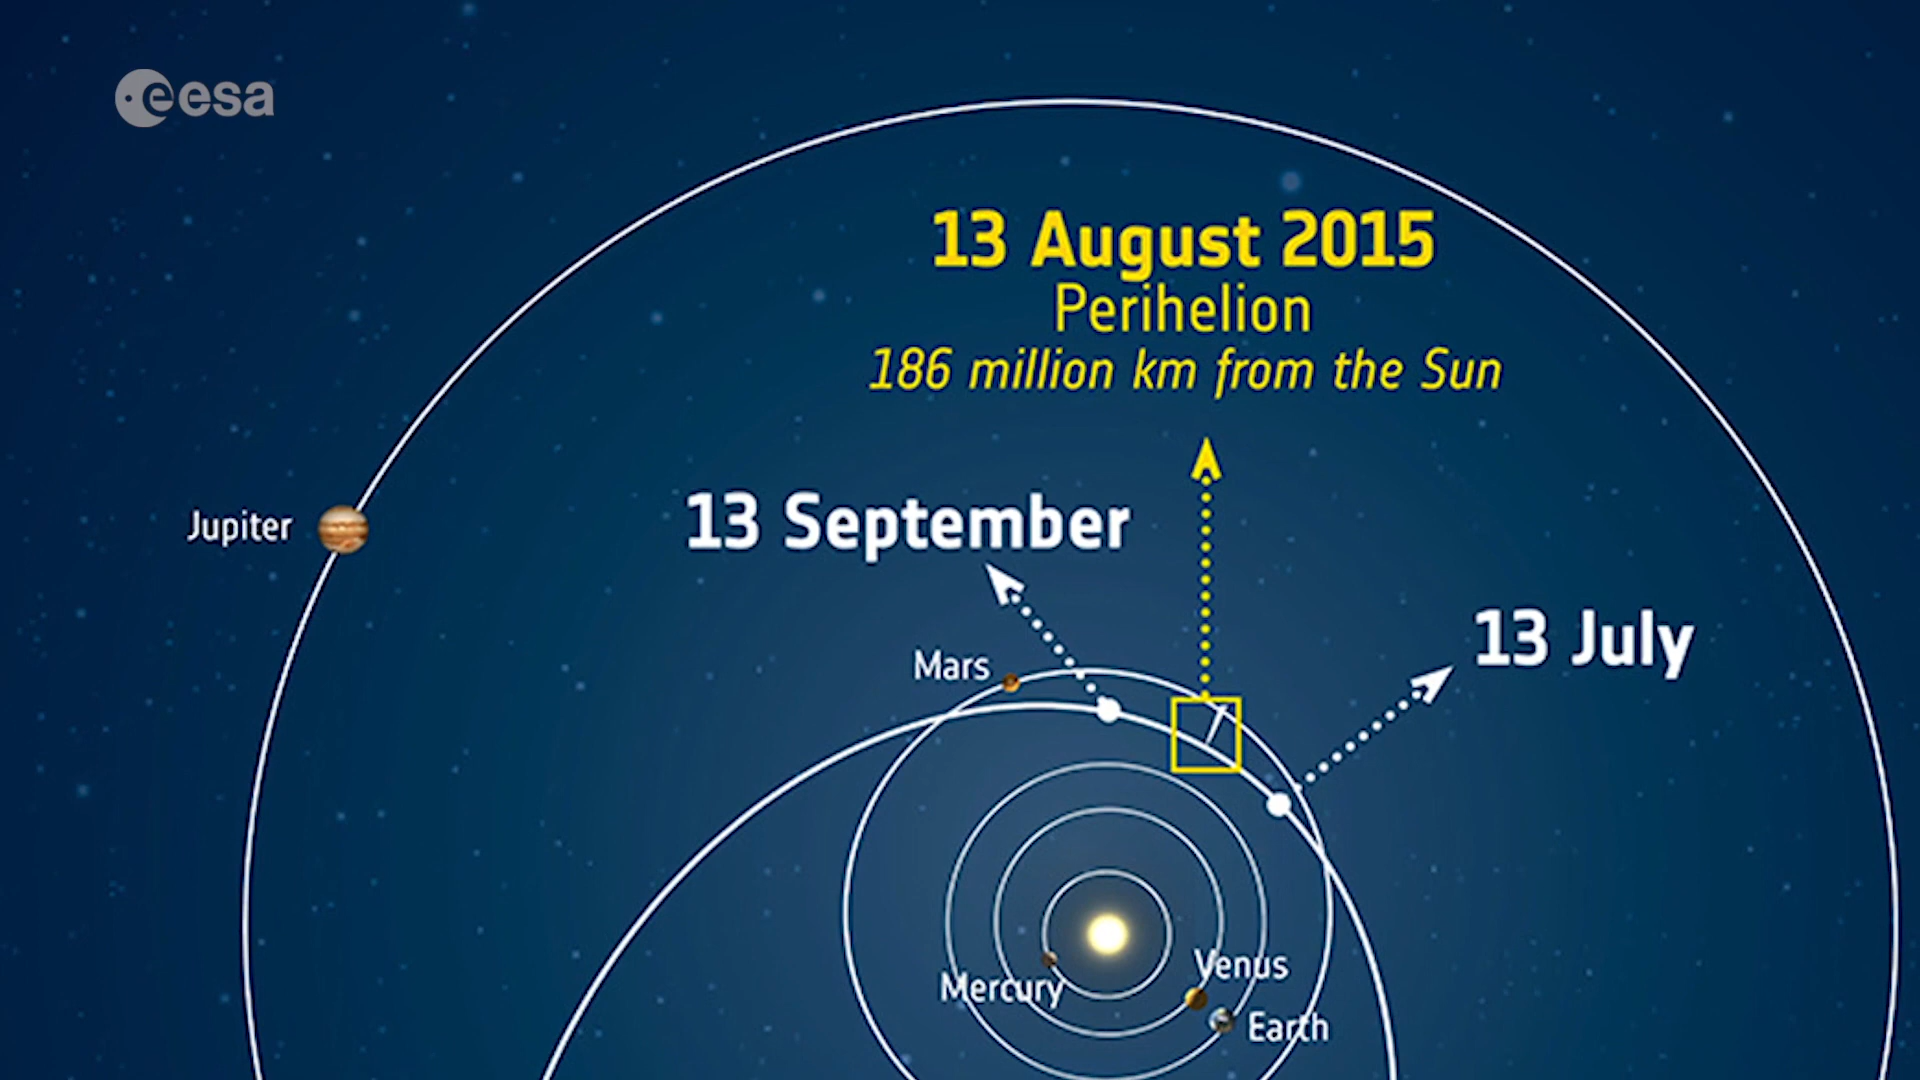 esa
13 August 2015
Perihelion
186 million km from the Sun
13 September
Jupiter
13 July
Mars
Venus
Mercury
Earth